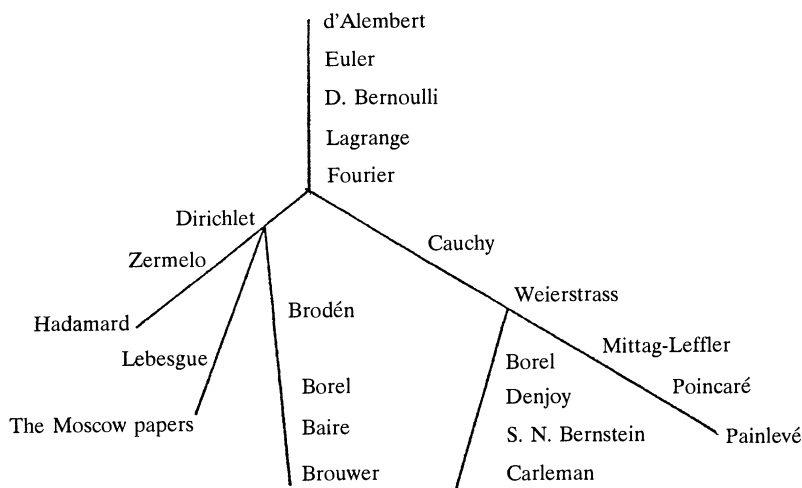 d'Alembert
Euler
D. Bernoulli
Lagrange
Fourier
Dirichlet
Cauchy
Zermelo
Weierstrass
Hadamard
Brodén
Lebesgue
Mittag-Leffler
Borel
Borel
Poincaré
Denjoy
The Moscow papers
Baire
S. N. Bernstein
Painlevé
Brouwer
Carleman